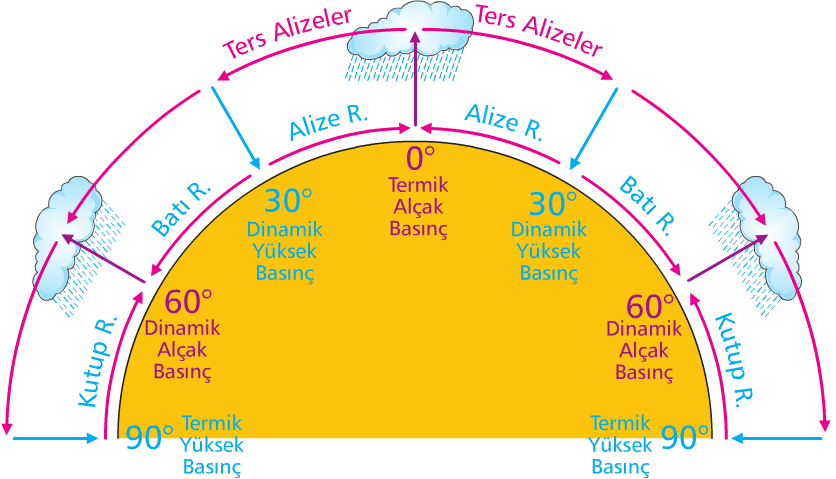 Ters Alizeler
Ters Alizeler
Alize R.
Alize R.
Batı R.
Batı R.
Kutup R.
Kutup R.
0°
Termik
Alçak
Basınç
30°
Dinamik
Yüksek
Basınç
30°
Dinamik
Yüksek
Basınç
60°
Dinamik
Alçak
Basınç
60°
Dinamik
Alçak
Basınç
90° Termik
Yüksek
Basınç
Termik 90°
Yüksek
Basınç